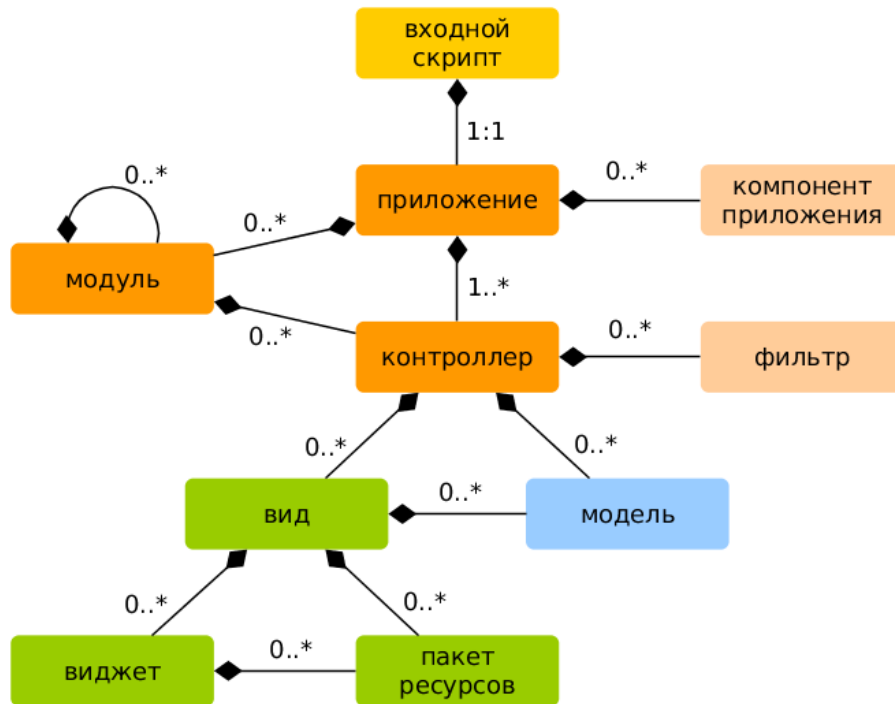 входной
скрипт
1:1
0..*
0..*
0..*
приложение
компонент
приложения
модуль
1..*
0..*
0..*
контроллер
фильтр
0..*
0..*
0..*
вид
модель
0..*
0..*
0..*
виджет
пакет
ресурсов